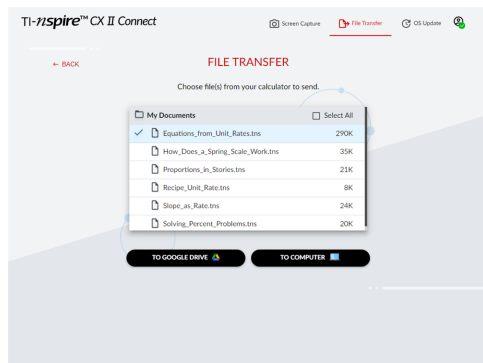 TI-nspire™ CX II Connect
Screen Capture
File Transfer
OS Update
← BACK
FILE TRANSFER
Choose file(s) from your calculator to send.
My Documents
Select All
Equations_from_Unit_Rates.tns 290K
How_Does_a_Spring_Scale_Work.tns 35K
Proportions_in_Stories.tns 21K
Recipe_Unit_Rate.tns 8K
Slope_as_Rate.tns 24K
Solving_Percent_Problems.tns 20K
TO GOOGLE DRIVE
TO COMPUTER